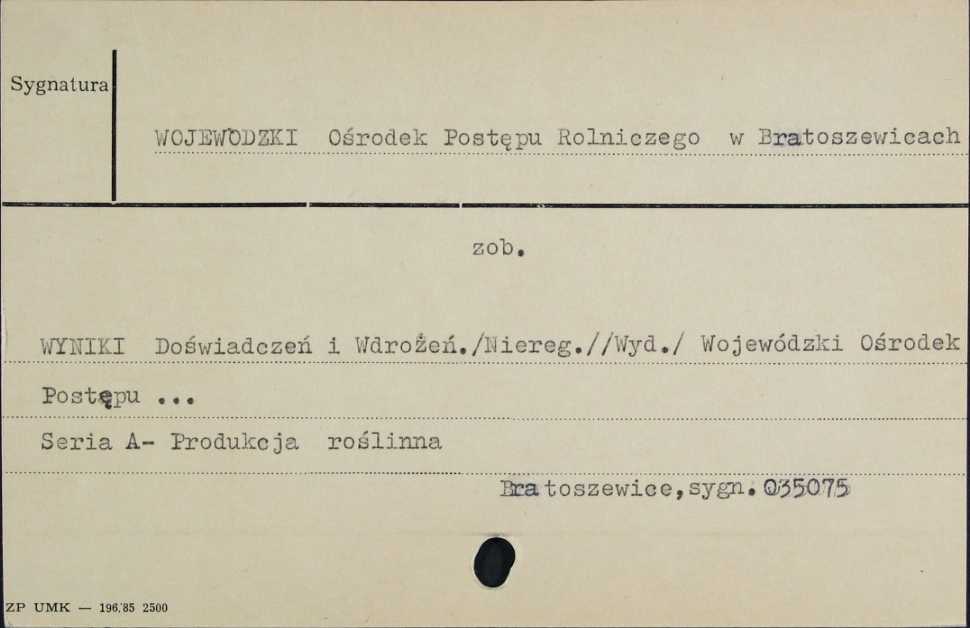 Sygnatura
WOJEWÓDZKI Ośrodek Postępu Rolniczego w Bratoszewicach
zob.
WYNIKI Doświadczeń i Wdrożeń./Niereg.//Wyd./ Wojewódzki Ośrodek
Postępu ...
Seria A- Produkcja roślinna
Bratoszewice,sygn. 035075
ZP UMK — 196/85 2500